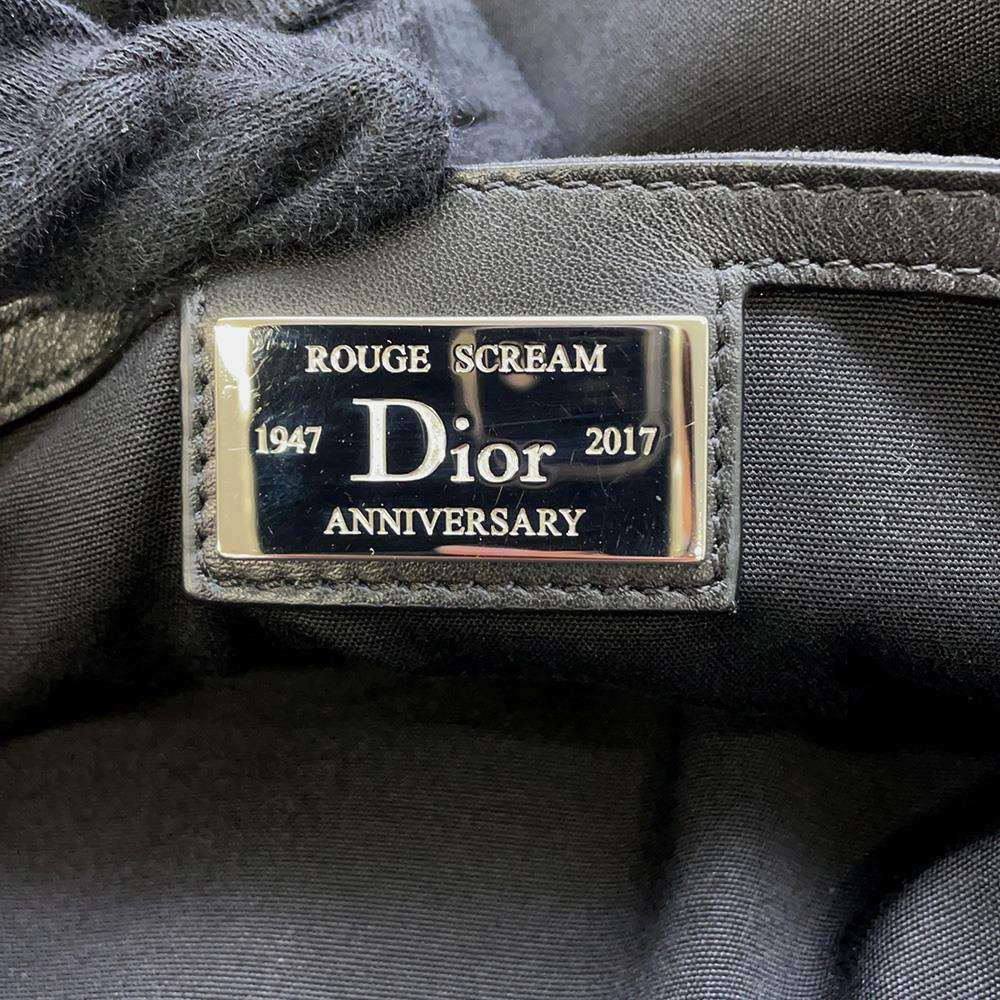 ROUGE SCREAM
1947 Dior 2017
ANNIVERSARY